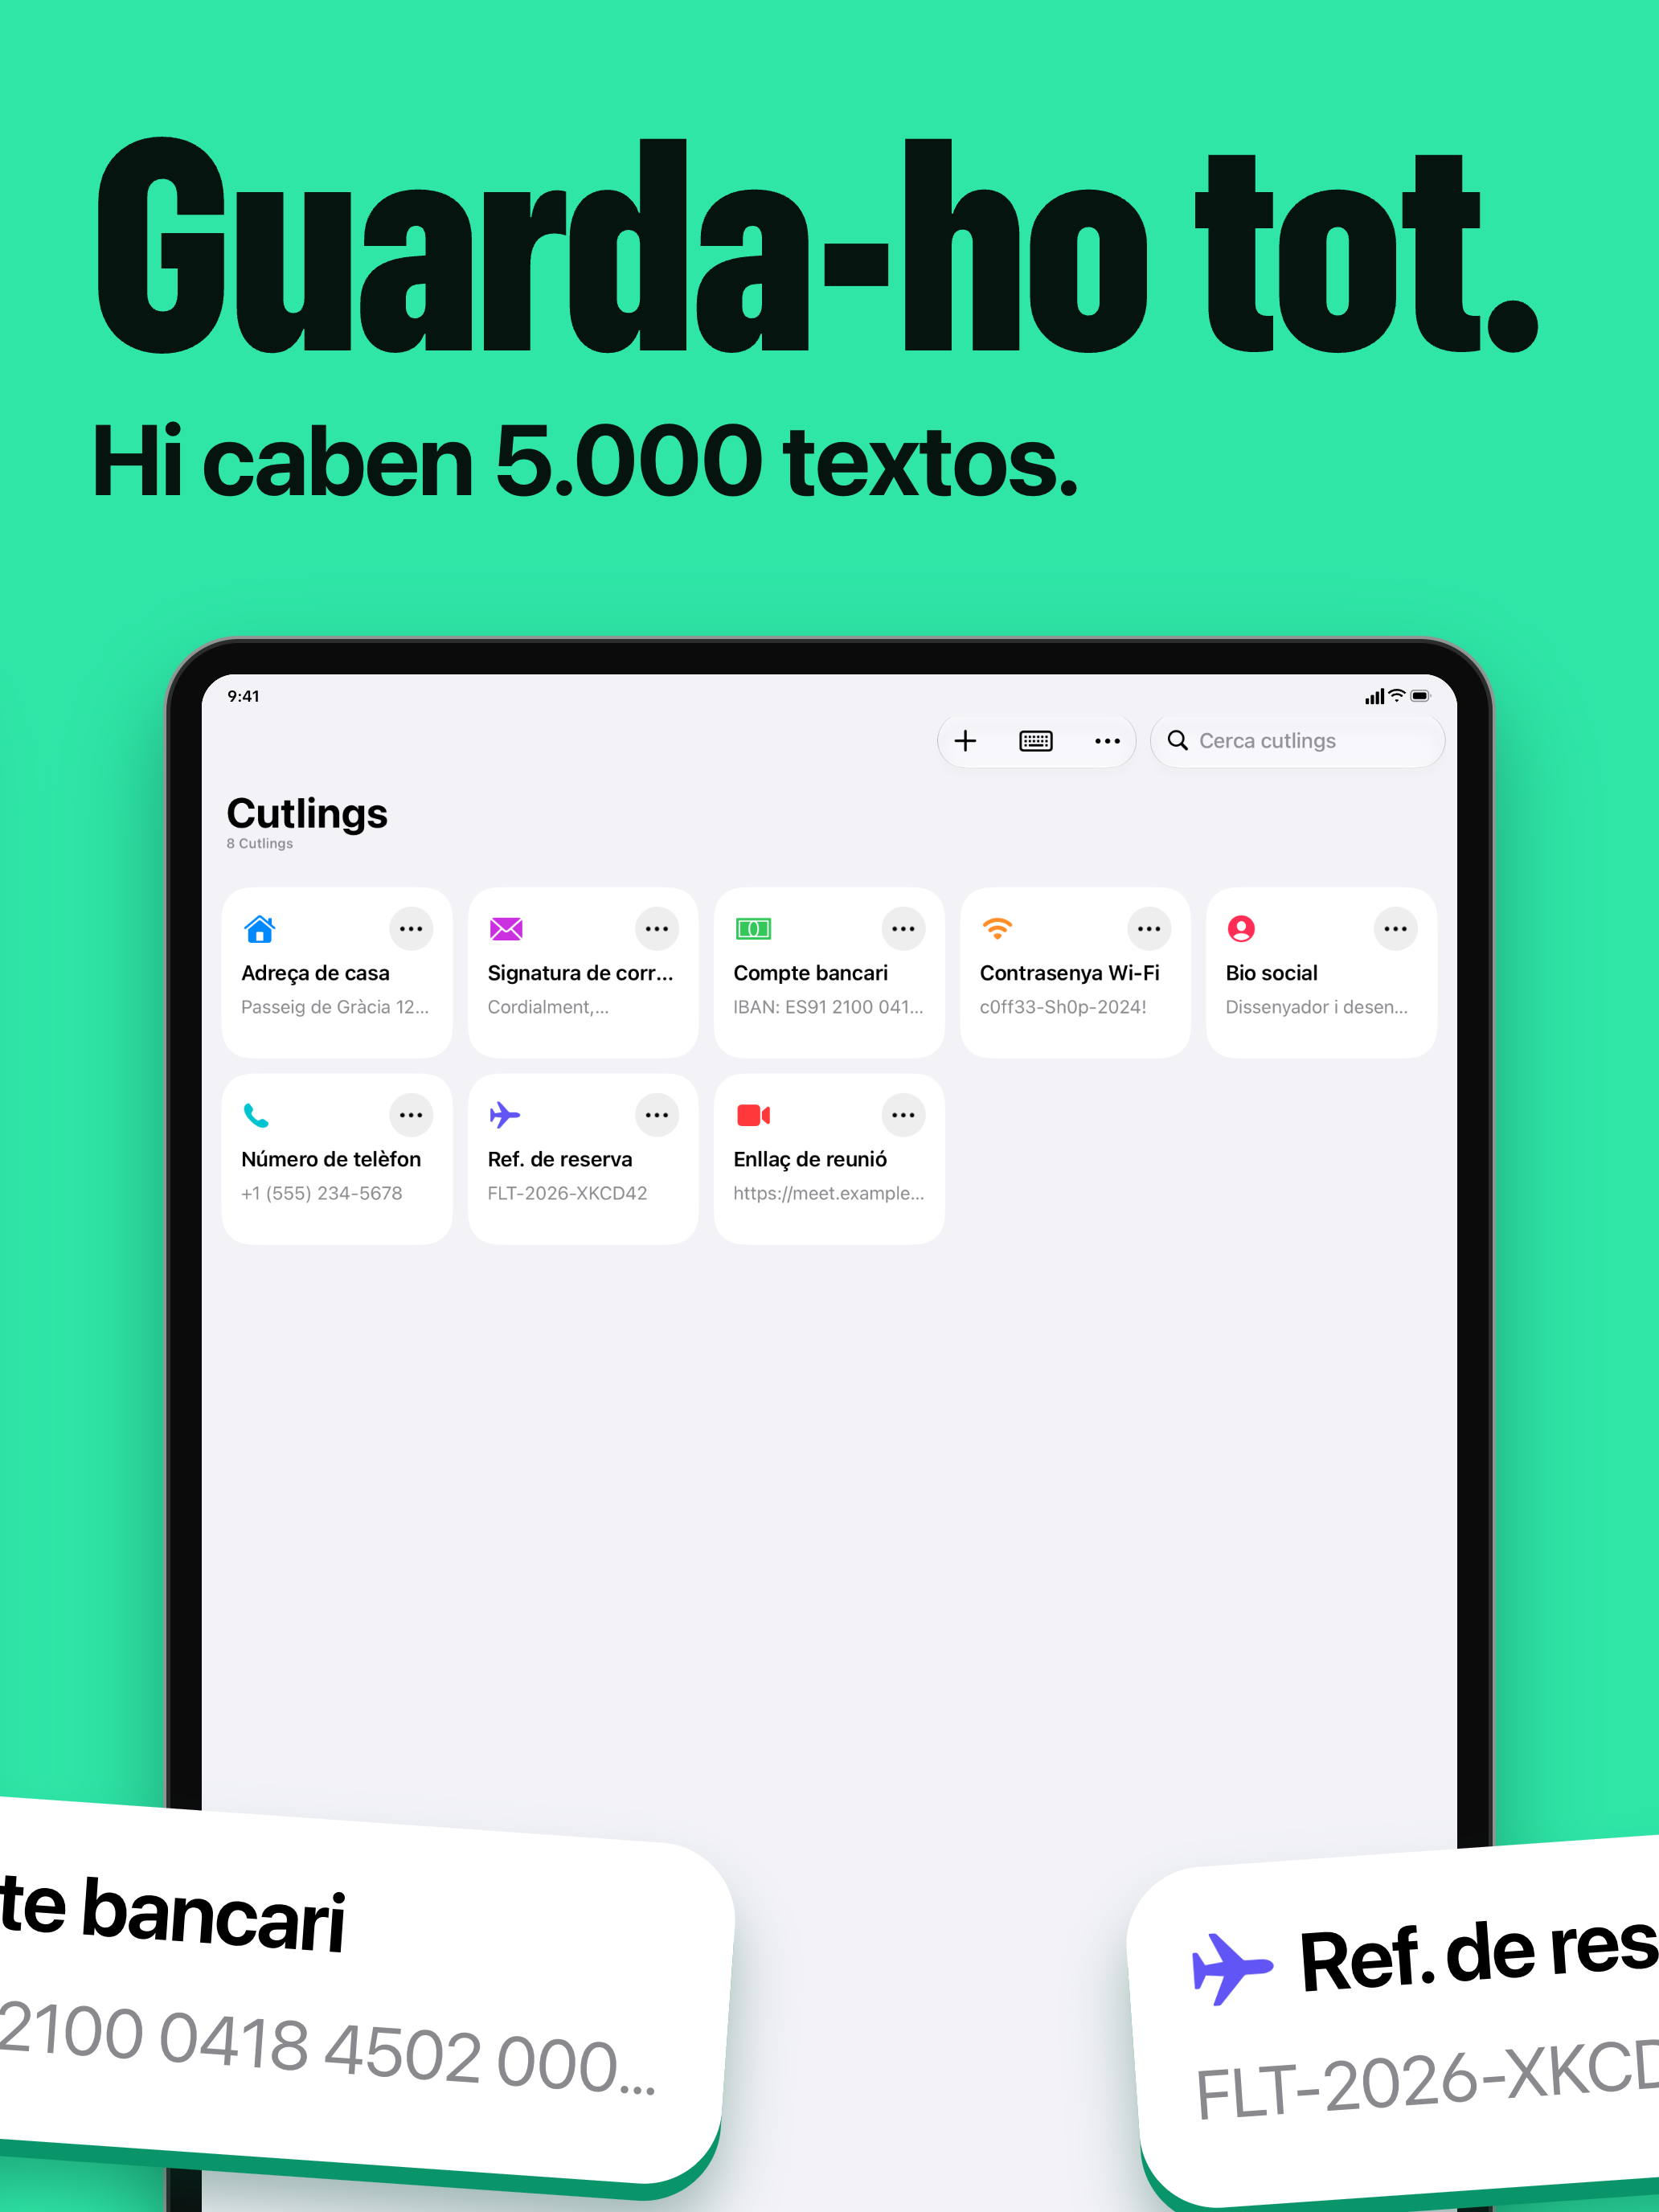 Guarda-ho tot.
Hi caben 5.000 textos.
9:41
Cerca cutlings
Cutlings
8 Cutlings
Adreça de casa
Passeig de Gràcia 12...
Signatura de corr...
Cordialment,...
Compte bancari
IBAN: ES91 2100 041...
Contrasenya Wi-Fi
c0ff33-Sh0p-2024!
Bio social
Dissenyador i desen...
Número de telèfon
+1 (555) 234-5678
Ref. de reserva
FLT-2026-XKCD42
Enllaç de reunió
https://meet.example...
te bancari
2100 0418 4502 000...
Ref. de res
FLT-2026-XKCD